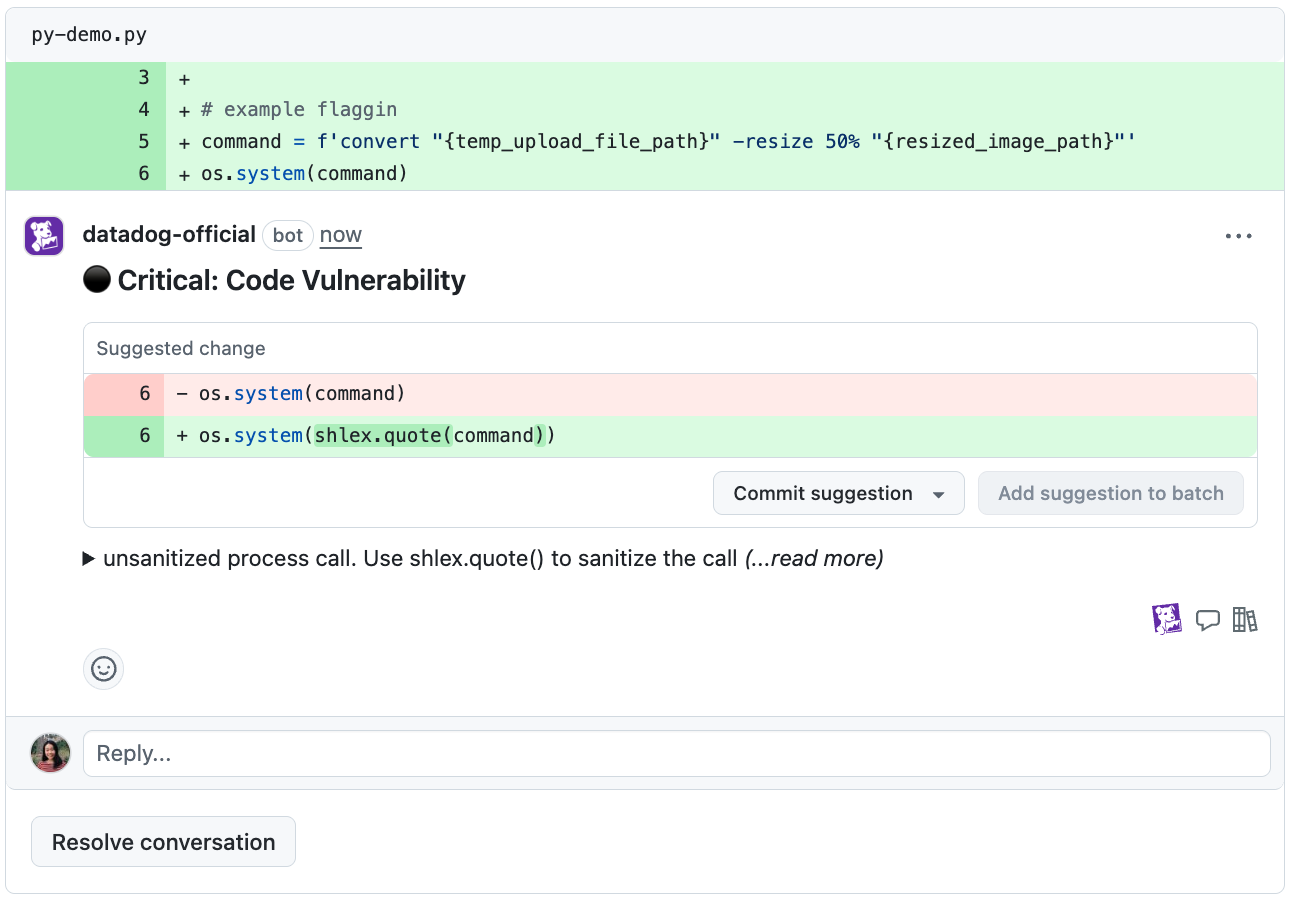 py-demo.py
3 +
4 + # example flaggin
5 + command = f'convert "{temp_upload_file_path}" -resize 50% "{resized_image_path}"'
6 + os.system(command)
datadog-official bot now
Critical: Code Vulnerability
Suggested change
6 - os.system(command)
6 + os.system(shlex.quote(command))
Commit suggestion
Add suggestion to batch
unsanitized process call. Use shlex.quote() to sanitize the call (...read more)
Reply...
Resolve conversation